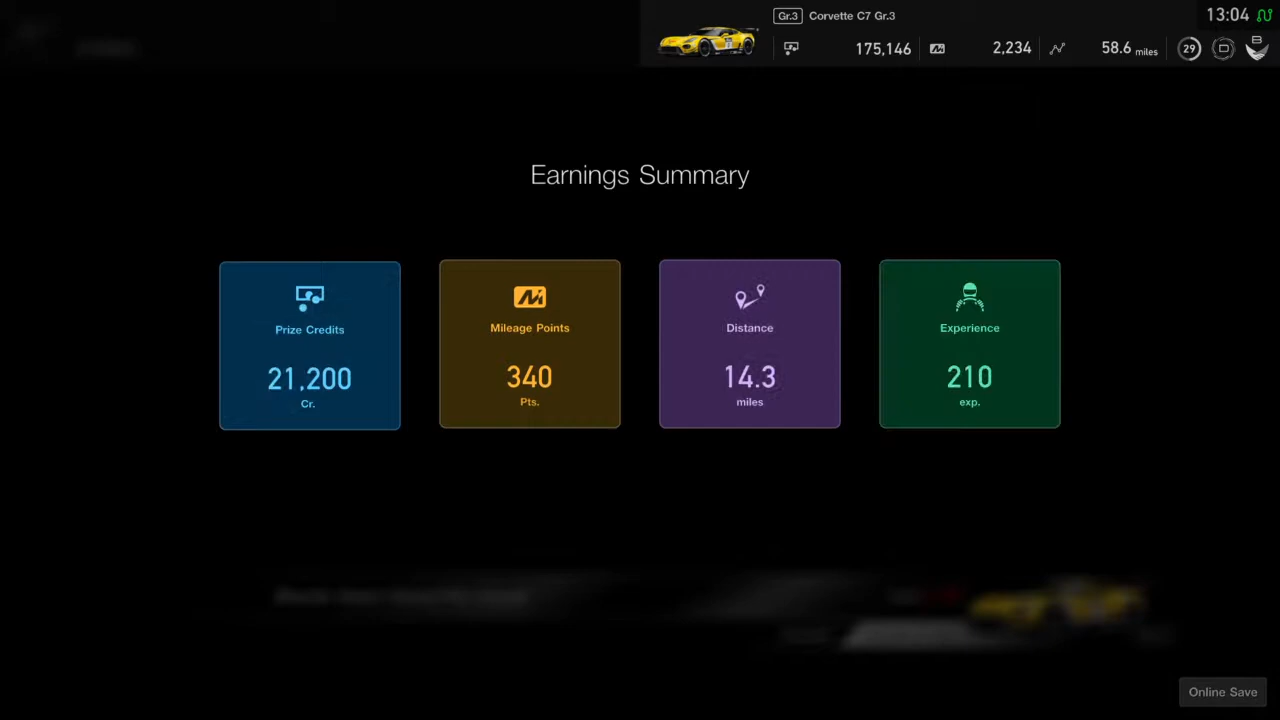 Gr.3 Corvette C7 Gr.3
13:04
175,146
2,234
58.6 miles
29
D
B
Earnings Summary
Prize Credits
21,200
Cr.
Mileage Points
340
Pts.
Distance
14.3
miles
Experience
210
exp.
Online Save